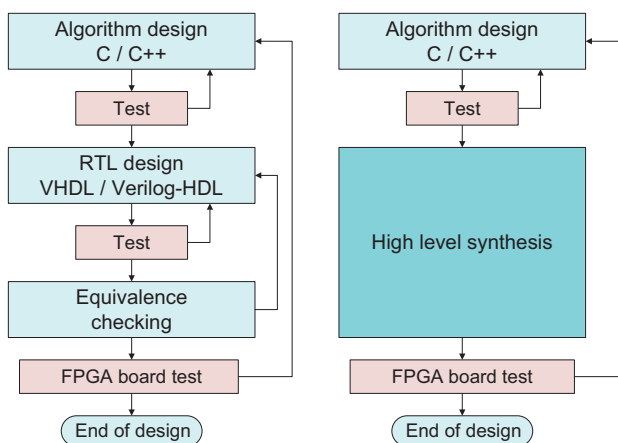 Algorithm design
C / C++
Test
RTL design
VHDL / Verilog-HDL
Test
Equivalence
checking
FPGA board test
End of design
Algorithm design
C / C++
Test
High level synthesis
FPGA board test
End of design